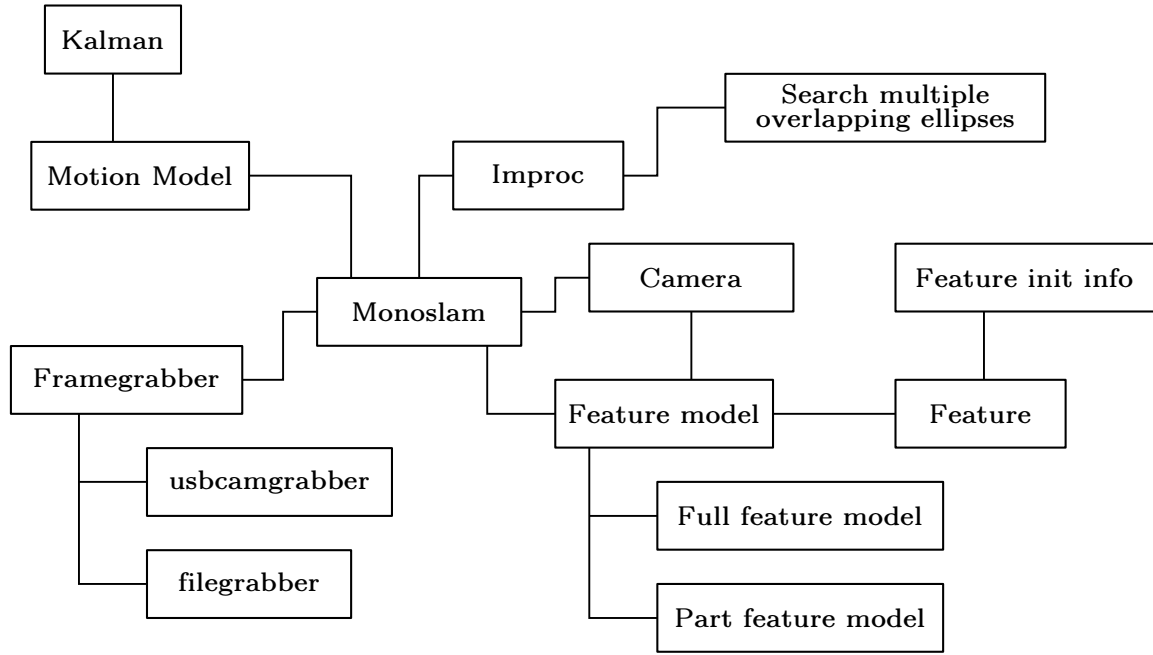 Kalman
Search multiple
overlapping ellipses
Motion Model
Improc
Camera
Feature init info
Monoslam
Framegrabber
Feature model
Feature
usbcamgrabber
Full feature model
filegrabber
Part feature model